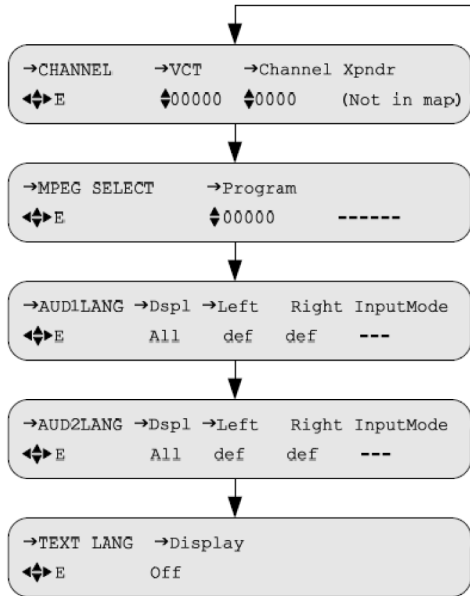 →CHANNEL →VCT →Channel Xpndr
E 00000 0000 (Not in map)
→MPEG SELECT →Program
E 00000 ------
→AUD1LANG →Dspl →Left Right InputMode
E All def def ---
→AUD2LANG →Dspl →Left Right InputMode
E All def def ---
→TEXT LANG →Display
E Off